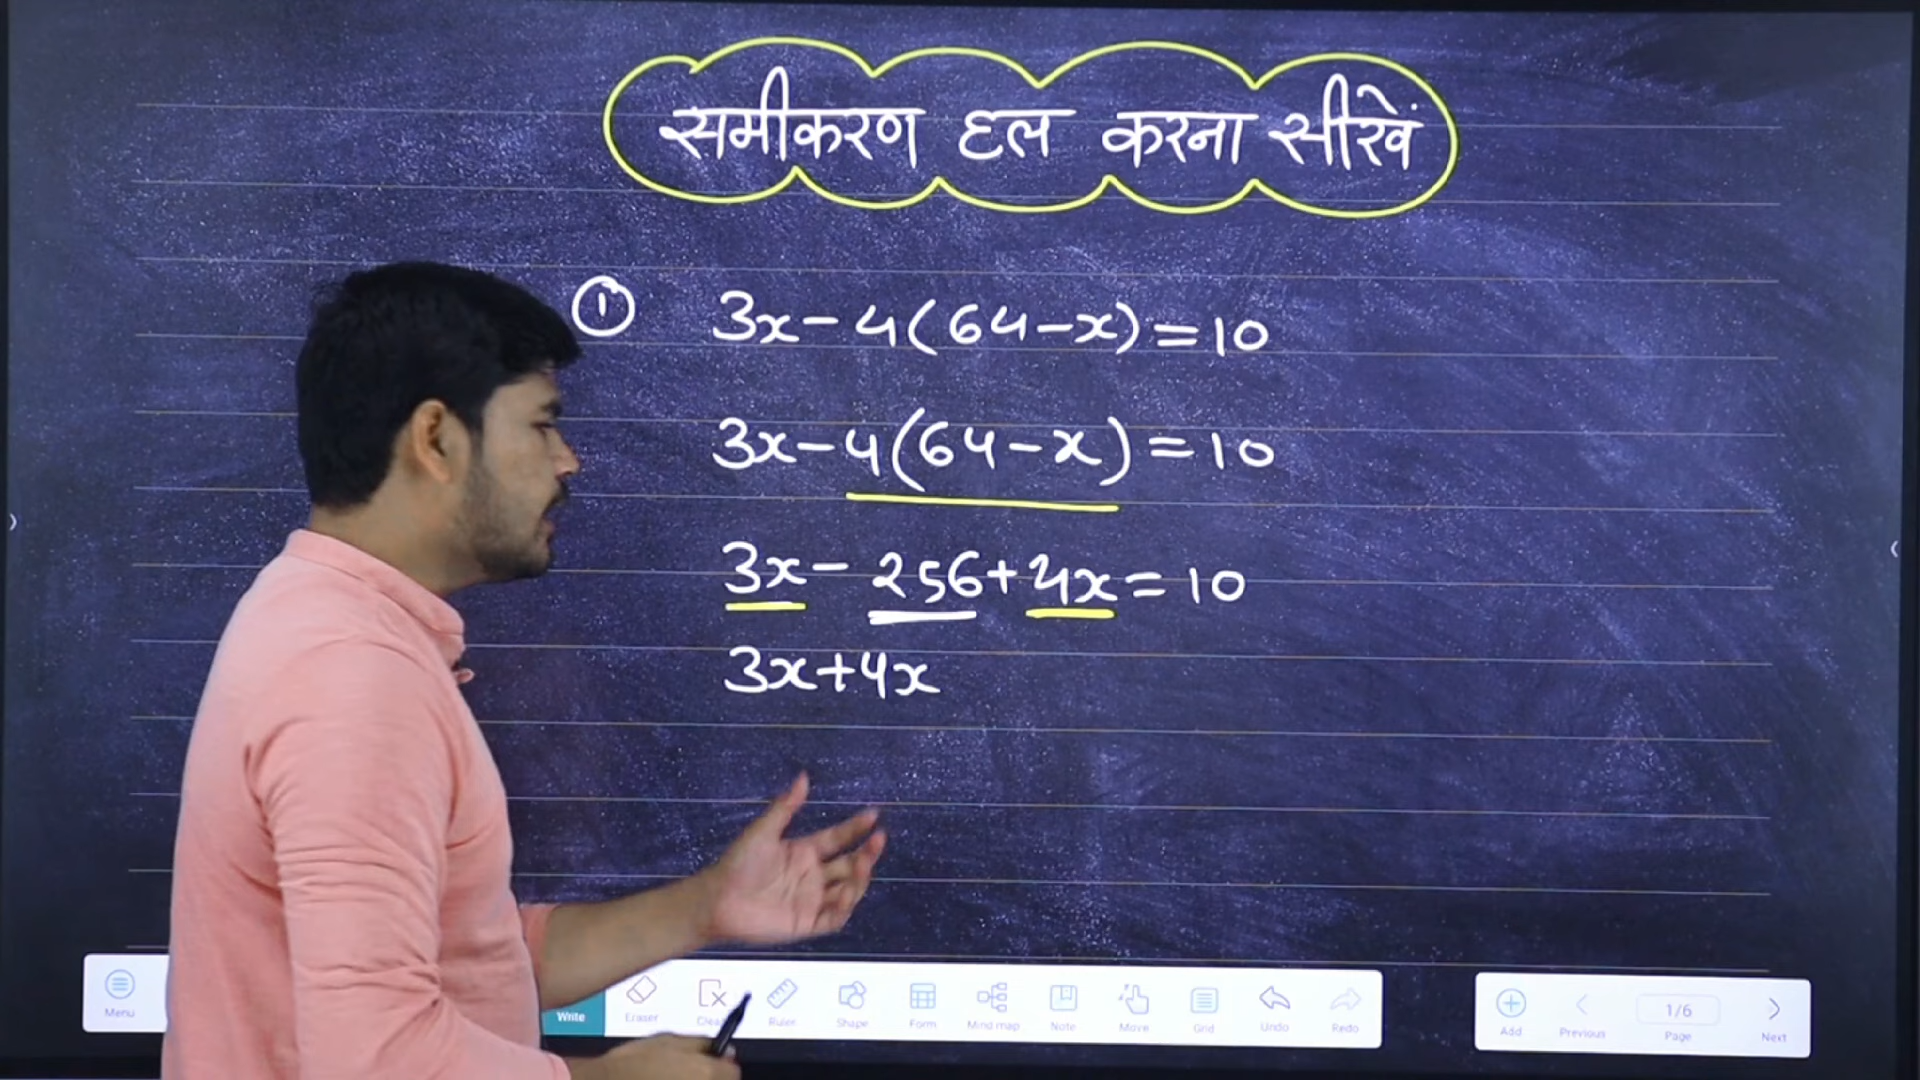 समीकरण हल करना सीखें
① 3x-4(64-x)=10
3x-4(64-x)=10
3x-256+4x=10
3x+4x
Menu
Write
Eraser
Ruler
Shape
Form
Mind map
Note
Move
Grid
Undo
Redo
Add
Previous
1/6
Page
Next